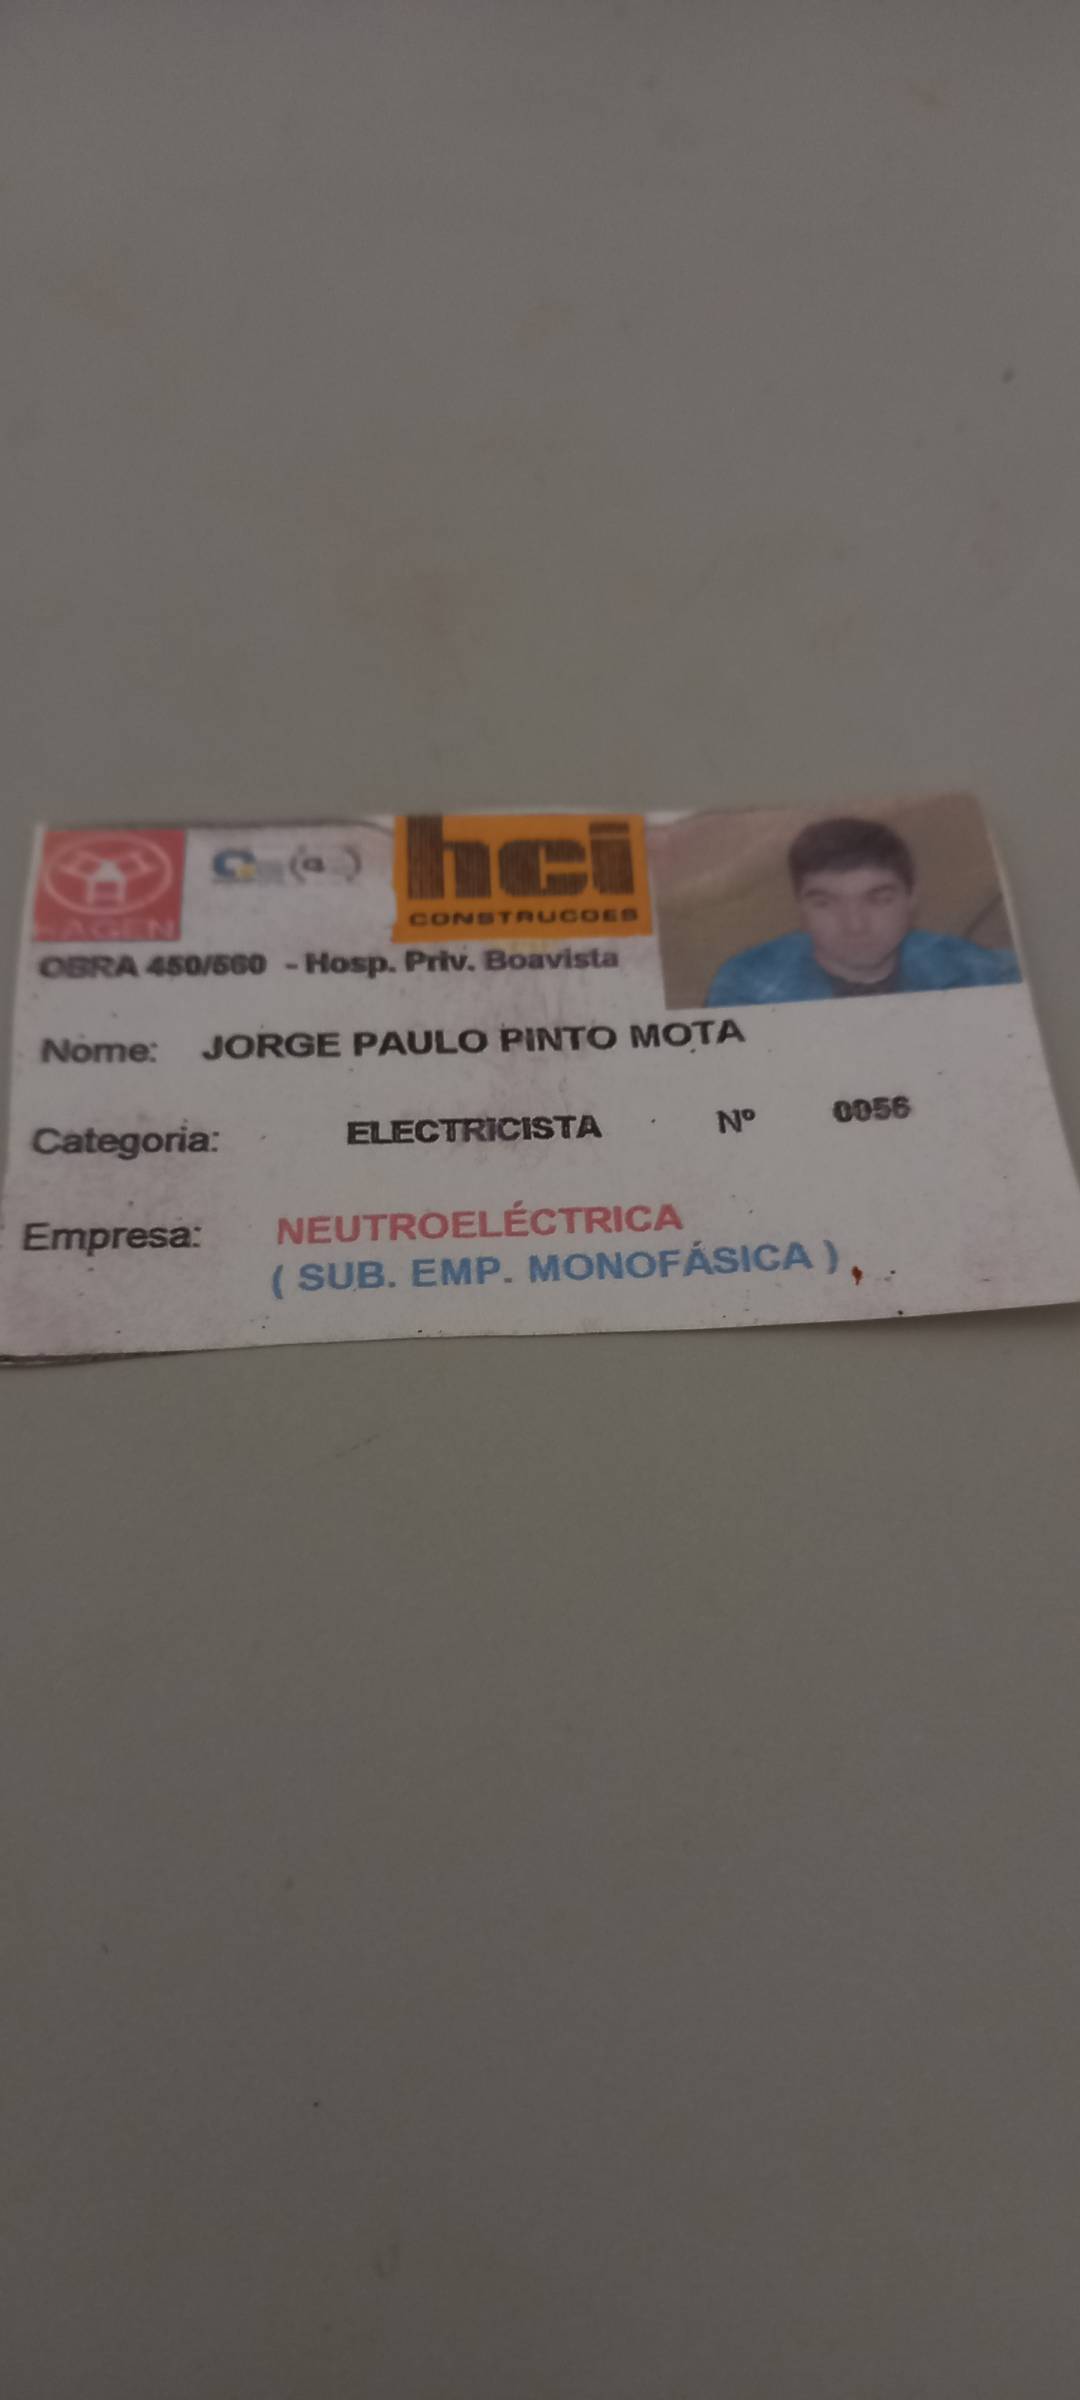 hci
CONSTRUCOES
HAGEN
OBRA 450/560 - Hosp. Priv. Boavista
Nome: JORGE PAULO PINTO MOTA
Categoria: ELECTRICISTA Nº 0056
Empresa: NEUTROELÉCTRICA
( SUB. EMP. MONOFÁSICA )